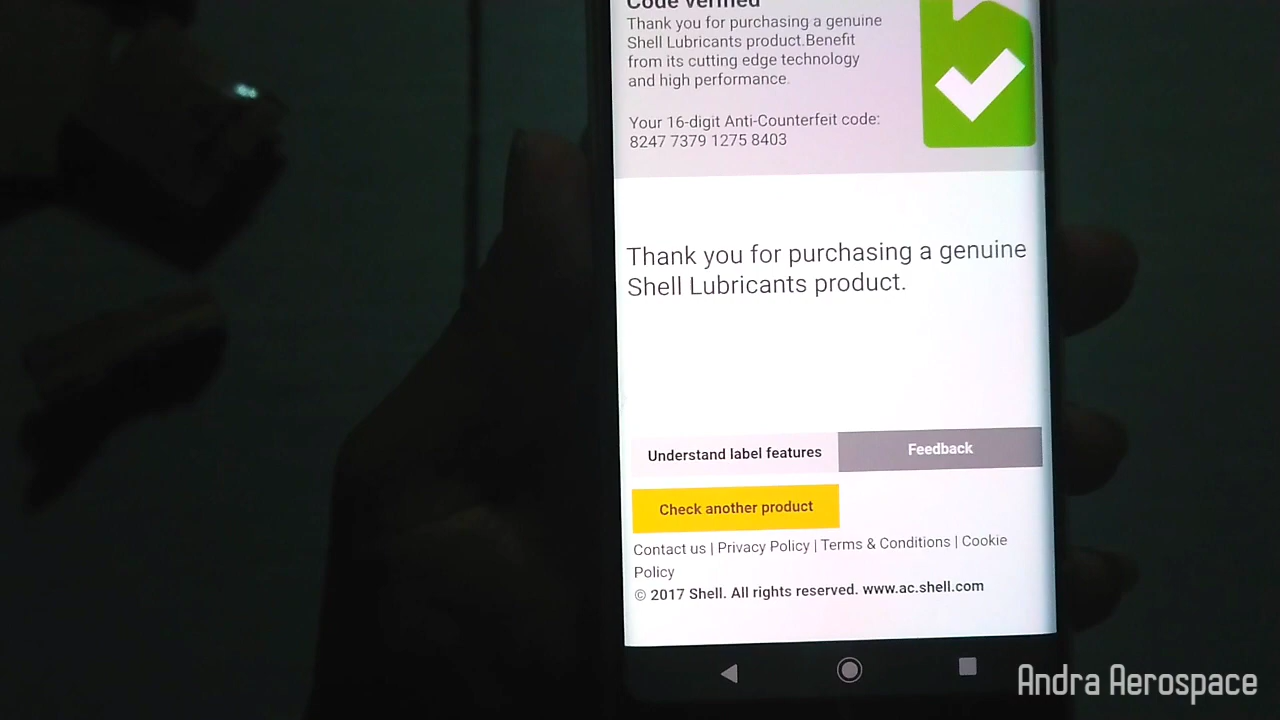 Code verified
Thank you for purchasing a genuine
Shell Lubricants product.Benefit
from its cutting edge technology
and high performance.
Your 16-digit Anti-Counterfeit code:
8247 7379 1275 8403
Thank you for purchasing a genuine
Shell Lubricants product.
Understand label features
Feedback
Check another product
Contact us | Privacy Policy | Terms & Conditions | Cookie
Policy
© 2017 Shell. All rights reserved. www.ac.shell.com
Andra Aerospace